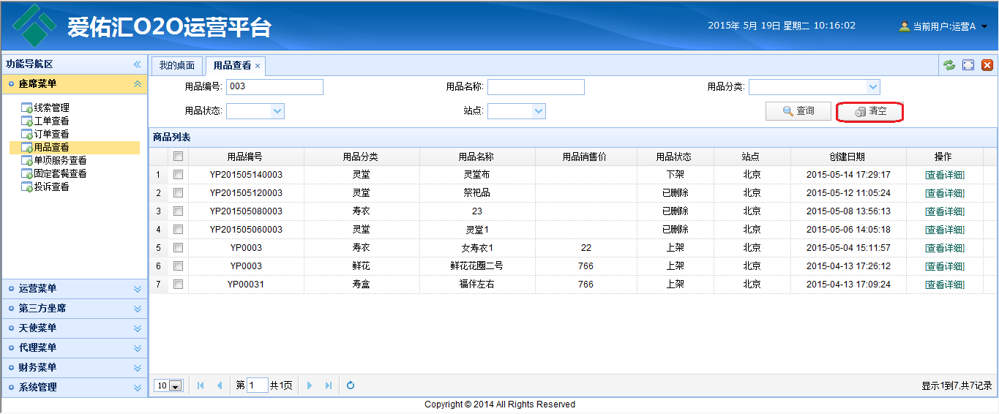 爱佑汇O2O运营平台
2015年 5月 19日 星期二 10:16:02
当前用户:运营A
功能导航区
座席菜单
线索管理
工单查看
订单查看
用品查看
单项服务查看
固定套餐查看
投诉查看
运营菜单
第三方坐席
天使菜单
代理菜单
财务菜单
系统管理
我的桌面 用品查看
用品编号: 003 用品名称: 用品分类:
用品状态: 站点: 查询 清空
商品列表
用品编号 用品分类 用品名称 用品销售价 用品状态 站点 创建日期 操作
1 YP201505140003 灵堂 灵堂布 下架 北京 2015-05-14 17:29:17 [查看详细]
2 YP201505120003 灵堂 祭祀品 已删除 北京 2015-05-12 11:05:24 [查看详细]
3 YP201505080003 寿衣 23 已删除 北京 2015-05-08 13:56:13 [查看详细]
4 YP201505060003 灵堂 灵堂1 已删除 北京 2015-05-06 14:05:18 [查看详细]
5 YP0003 寿衣 女寿衣1 22 上架 北京 2015-05-04 15:11:57 [查看详细]
6 YP0003 鲜花 鲜花花圈二号 766 上架 北京 2015-04-13 17:26:12 [查看详细]
7 YP00031 寿盒 福伴左右 766 上架 北京 2015-04-13 17:09:24 [查看详细]
10 第 1 共1页 显示1到7,共7记录
Copyright © 2014 All Rights Reserved